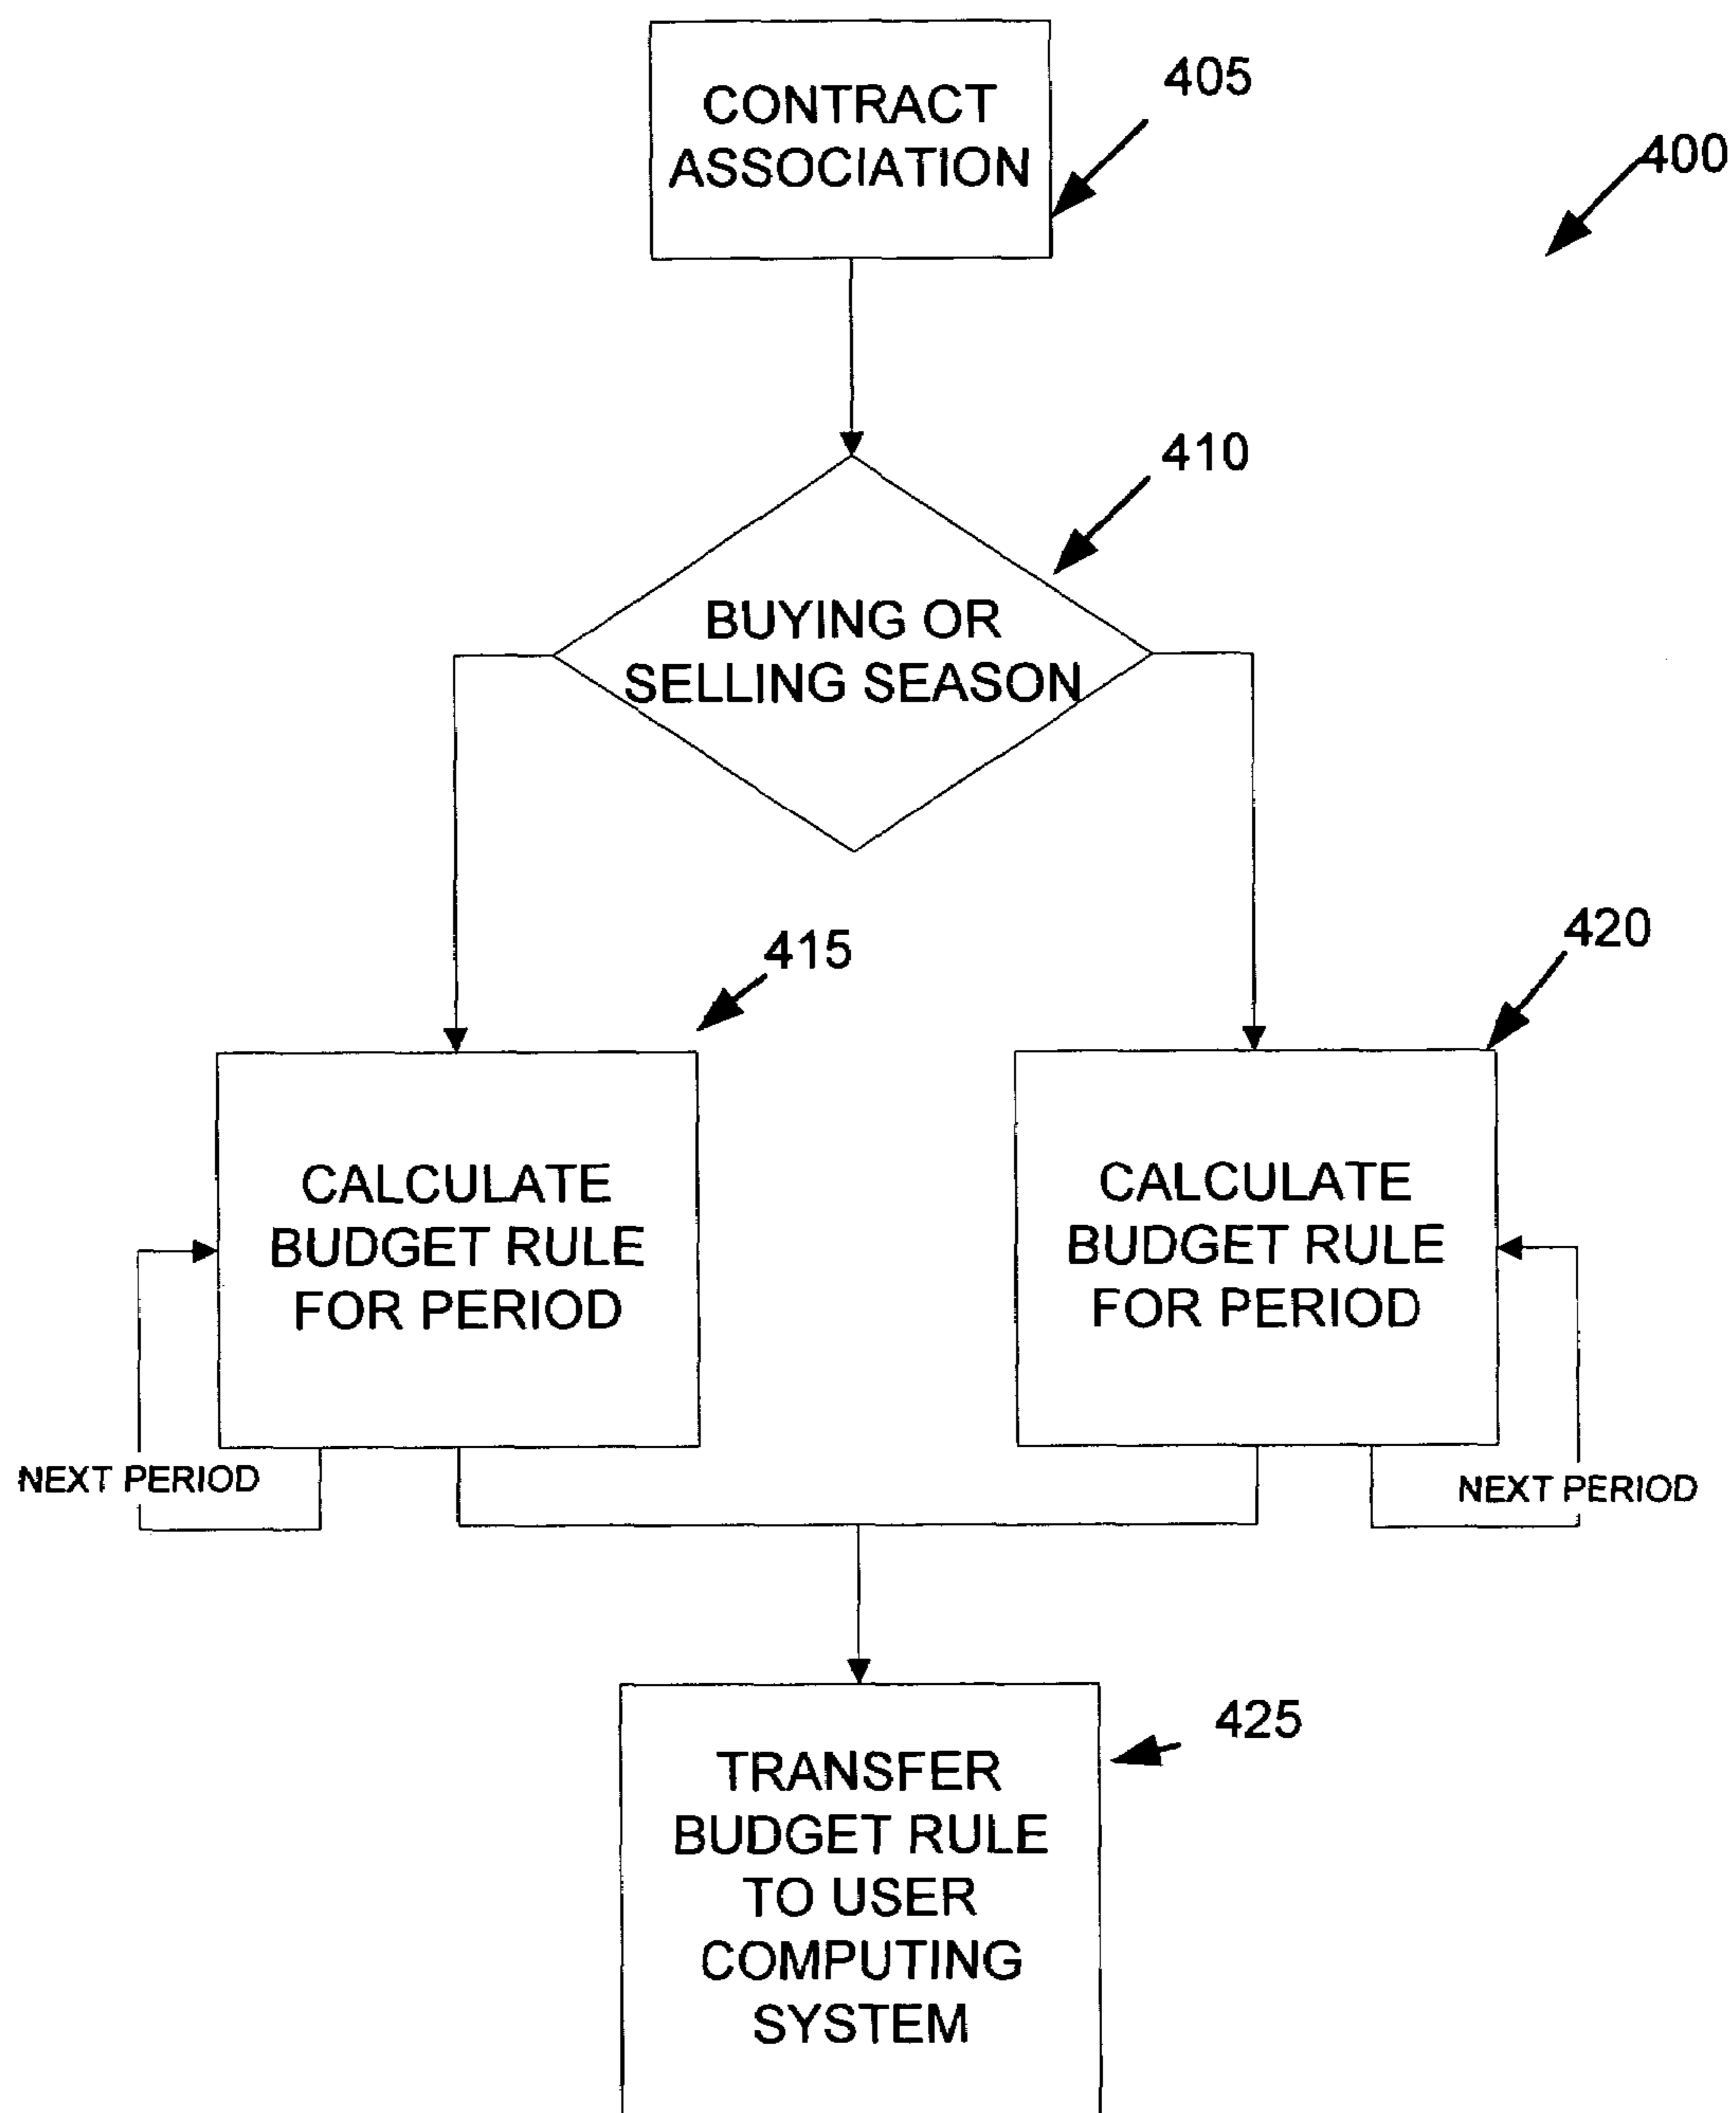 CONTRACT
ASSOCIATION
405
400
BUYING OR
SELLING SEASON
410
415
420
CALCULATE
BUDGET RULE
FOR PERIOD
CALCULATE
BUDGET RULE
FOR PERIOD
NEXT PERIOD
NEXT PERIOD
TRANSFER
BUDGET RULE
TO USER
COMPUTING
SYSTEM
425